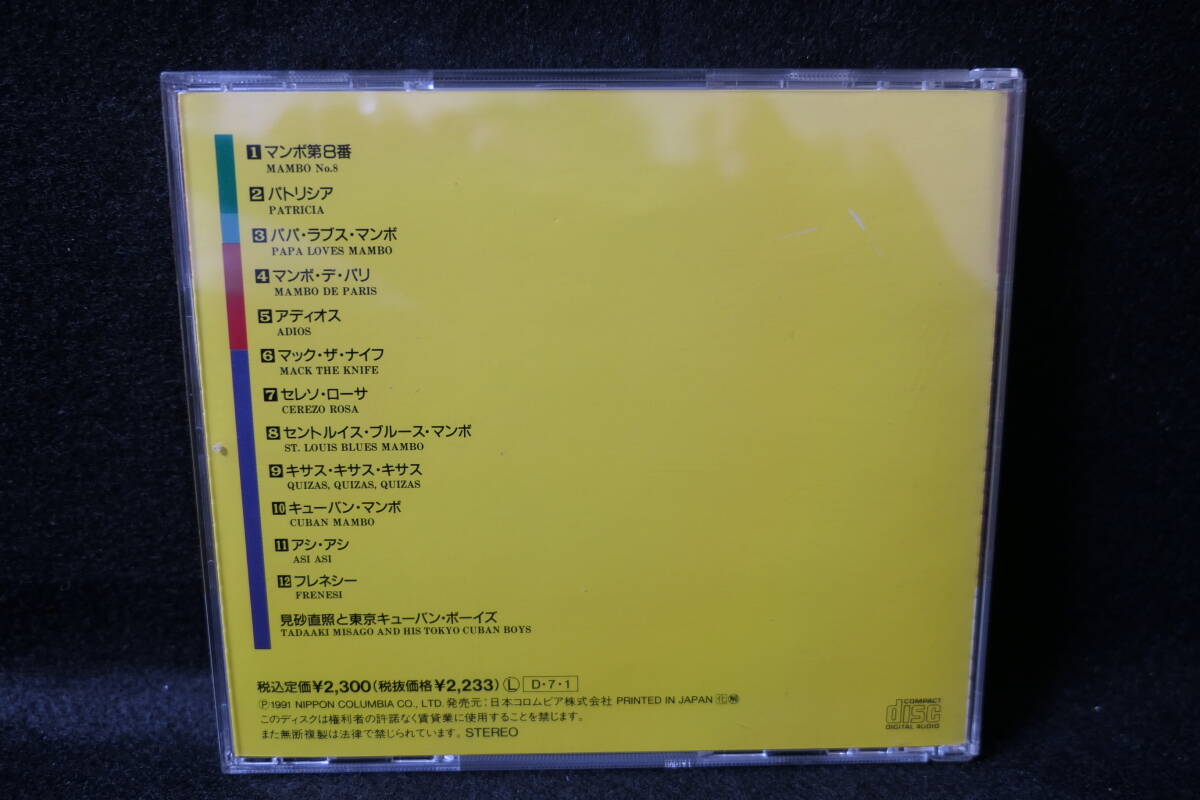 1 マンボ第8番
MAMBO No.8
2 パトリシア
PATRICIA
3 パパ・ラブス・マンボ
PAPA LOVES MAMBO
4 マンボ・デ・パリ
MAMBO DE PARIS
5 アディオス
ADIOS
6 マック・ザ・ナイフ
MACK THE KNIFE
7 セレソ・ローサ
CEREZO ROSA
8 セントルイス・ブルース・マンボ
ST. LOUIS BLUES MAMBO
9 キサス・キサス・キサス
QUIZAS, QUIZAS, QUIZAS
10 キューバン・マンボ
CUBAN MAMBO
11 アシ・アシ
ASI ASI
12 フレネシー
FRENESI
見砂直照と東京キューバン・ボーイズ
TADAAKI MISAGO AND HIS TOKYO CUBAN BOYS
税込定価¥2,300(税抜価格¥2,233) Ⓛ D・7・1
Ⓟ1991 NIPPON COLUMBIA CO., LTD. 発売元:日本コロムビア株式会社 PRINTED IN JAPAN
このディスクは権利者の許諾なく賃貸業に使用することを禁じます。
また無断複製は法律で禁じられています。STEREO
COMPACT
disc
DIGITAL AUDIO